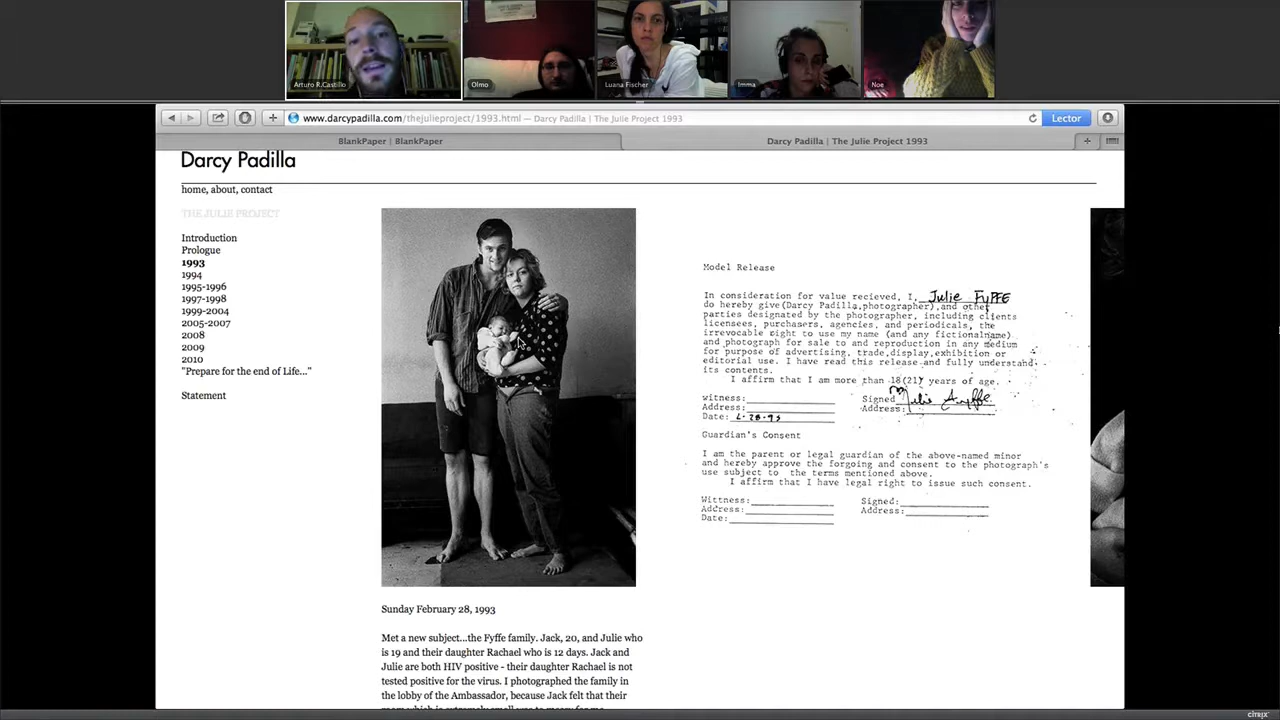 Arturo R.Castillo
Olmo
Luana Fischer
Imma
Noe
www.darcypadilla.com/thejulieproject/1993.html — Darcy Padilla | The Julie Project 1993
Lector
BlankPaper | BlankPaper
Darcy Padilla | The Julie Project 1993
Darcy Padilla
home, about, contact
THE JULIE PROJECT
Introduction
Prologue
1993
1994
1995-1996
1997-1998
1999-2004
2005-2007
2008
2009
2010
"Prepare for the end of Life..."
Statement
Model Release
In consideration for value recieved, I, Julie Fyffe
do hereby give(Darcy Padilla,photographer),and other
parties designated by the photographer, including clients
licensees, purchasers, agencies, and periodicals, the
irrevocable right to use my name (and any fictional name)
and photograph for sale to and reproduction in any medium
for purpose of advertising, trade,display,exhibition or
editorial use. I have read this release and fully understand
its contents.
I affirm that I am more than 18(21) years of age.
witness:
Signed
Address:
Address:
Date:
Guardian's Consent
I am the parent or legal guardian of the above-named minor
and hereby approve the forgoing and consent to the photograph's
use subject to the terms mentioned above.
I affirm that I have legal right to issue such consent.
Witness:
Signed:
Address:
Address:
Date:
Sunday February 28, 1993
Met a new subject...the Fyffe family. Jack, 20, and Julie who
is 19 and their daughter Rachael who is 12 days. Jack and
Julie are both HIV positive - their daughter Rachael is not
tested positive for the virus. I photographed the family in
the lobby of the Ambassador, because Jack felt that their
CITRIX